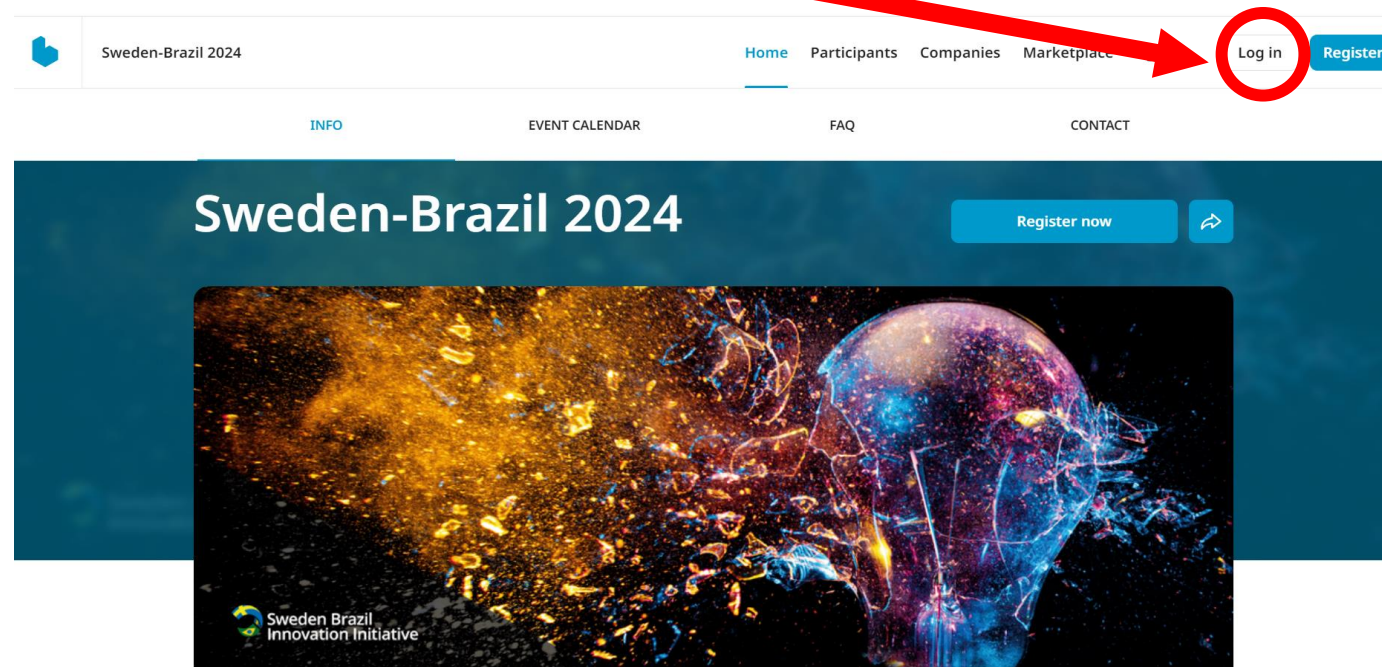 Sweden-Brazil 2024
Home Participants Companies Marketplace
Log in
Register
INFO EVENT CALENDAR FAQ CONTACT
Sweden-Brazil 2024
Register now
Sweden Brazil
Innovation Initiative